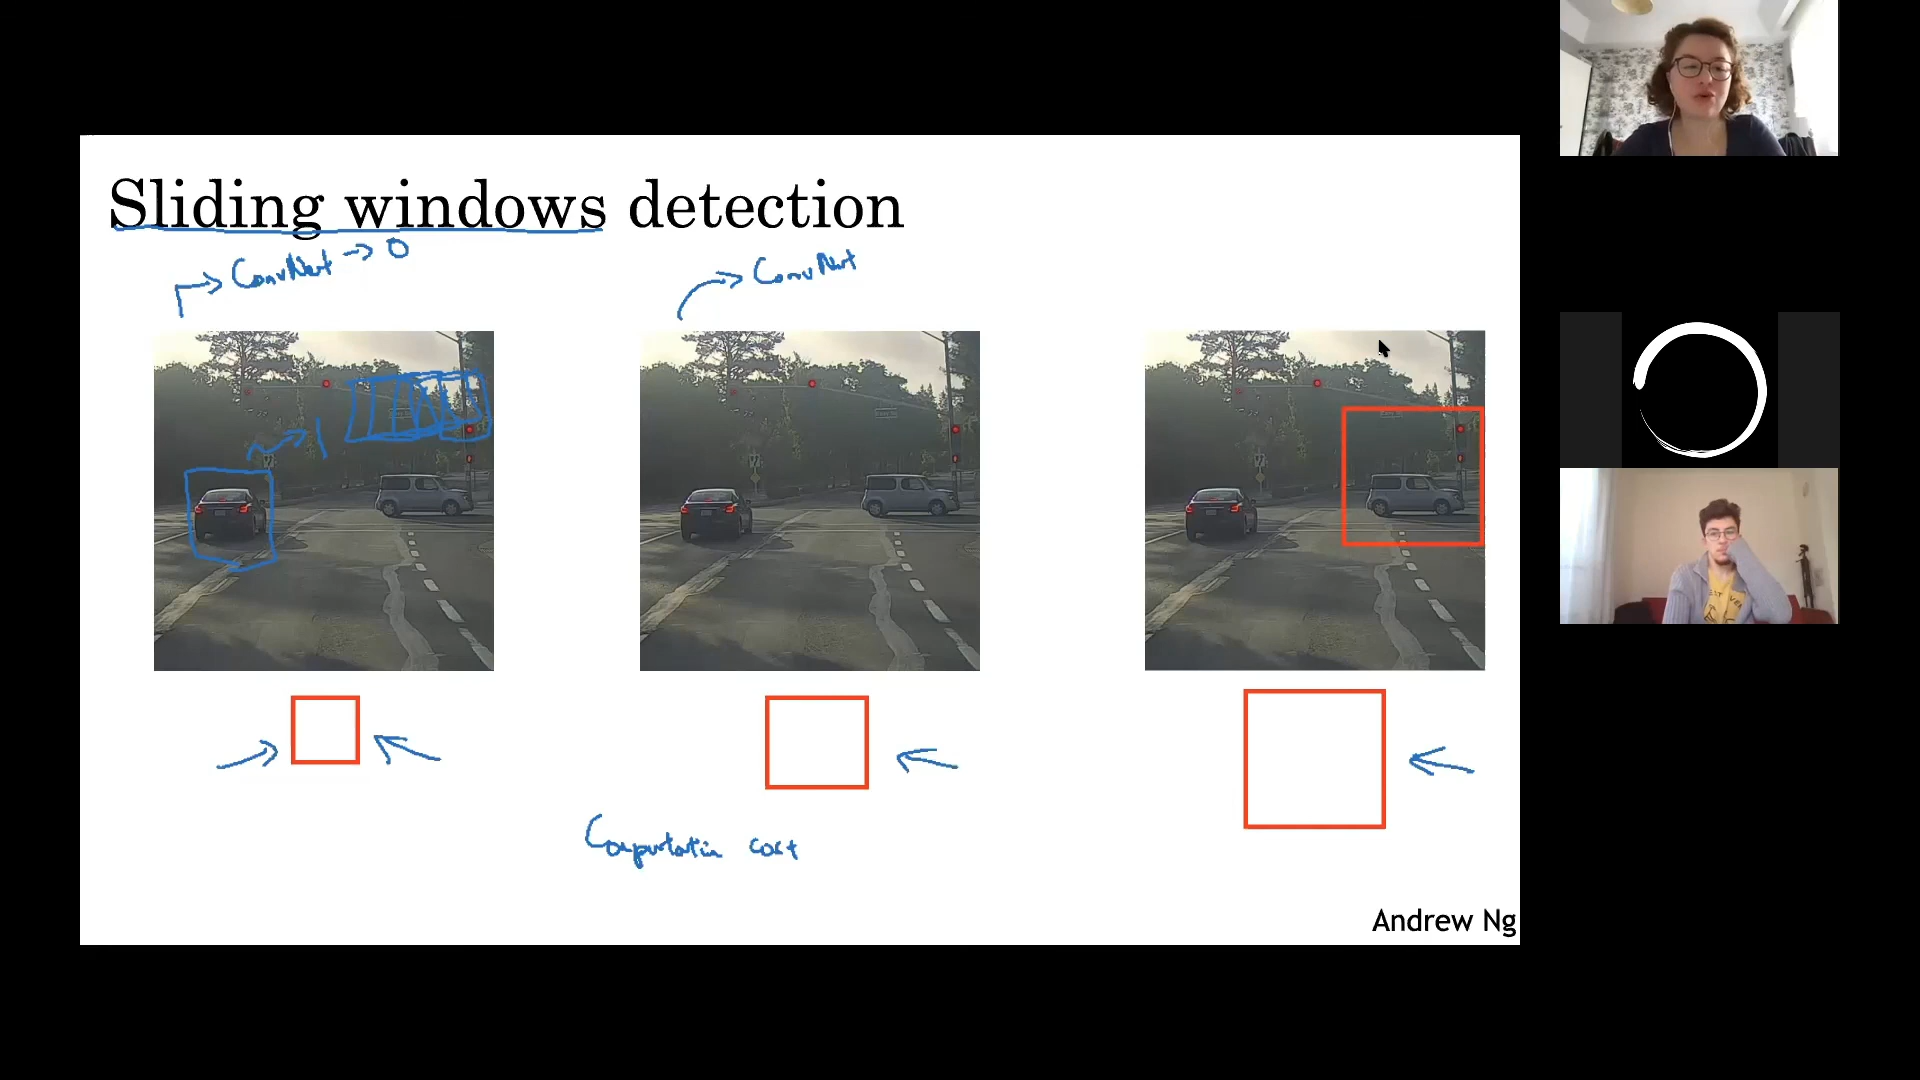 Sliding windows detection
ConvNet → 0
ConvNet
1
Computation cost
Andrew Ng